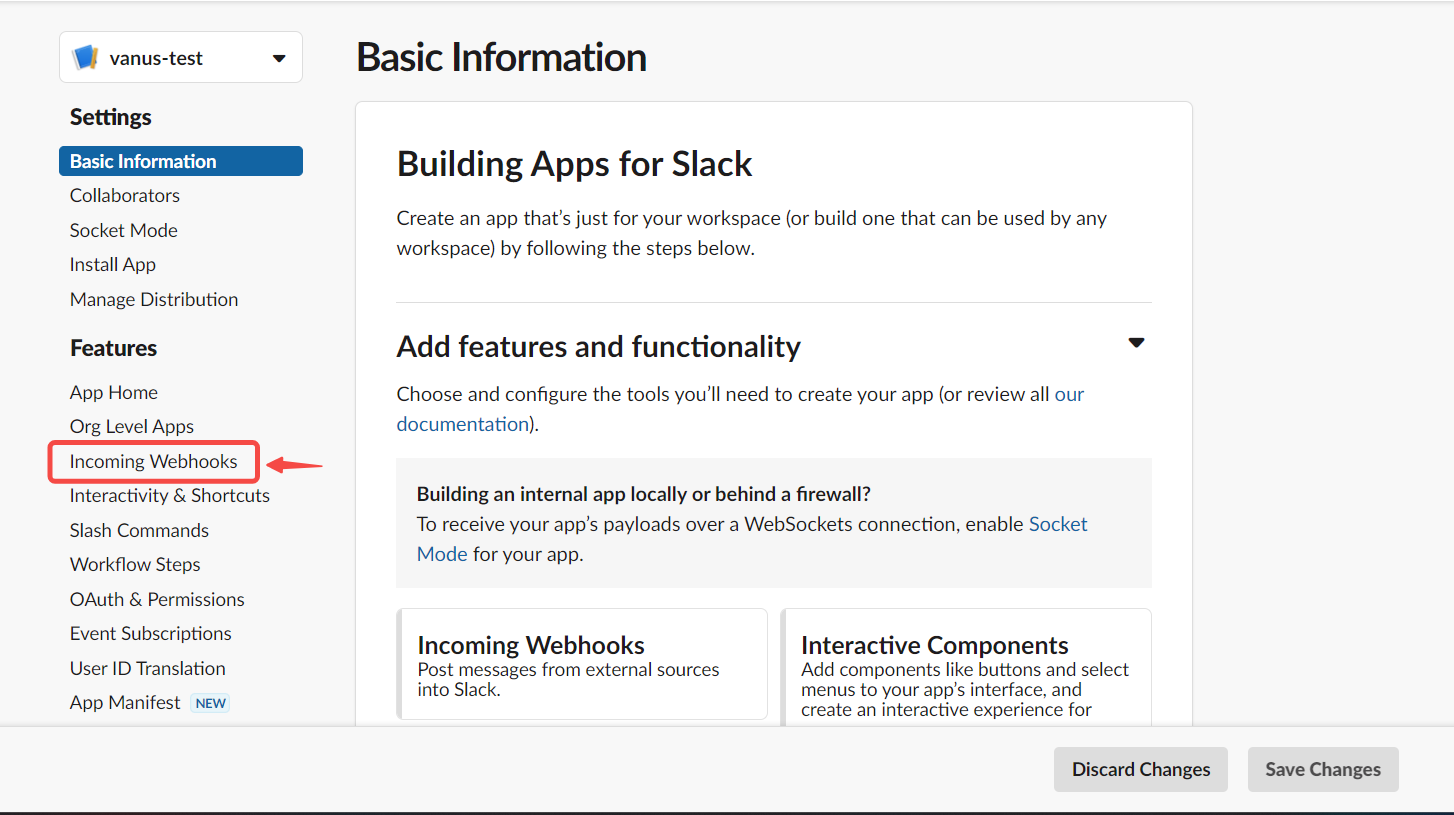 vanus-test
Settings
Basic Information
Collaborators
Socket Mode
Install App
Manage Distribution
Features
App Home
Org Level Apps
Incoming Webhooks
Interactivity & Shortcuts
Slash Commands
Workflow Steps
OAuth & Permissions
Event Subscriptions
User ID Translation
App Manifest NEW
Basic Information
Building Apps for Slack
Create an app that’s just for your workspace (or build one that can be used by any
workspace) by following the steps below.
Add features and functionality
Choose and configure the tools you’ll need to create your app (or review all our
documentation).
Building an internal app locally or behind a firewall?
To receive your app’s payloads over a WebSockets connection, enable Socket
Mode for your app.
Incoming Webhooks
Post messages from external sources
into Slack.
Interactive Components
Add components like buttons and select
menus to your app’s interface, and
create an interactive experience for
Discard Changes
Save Changes